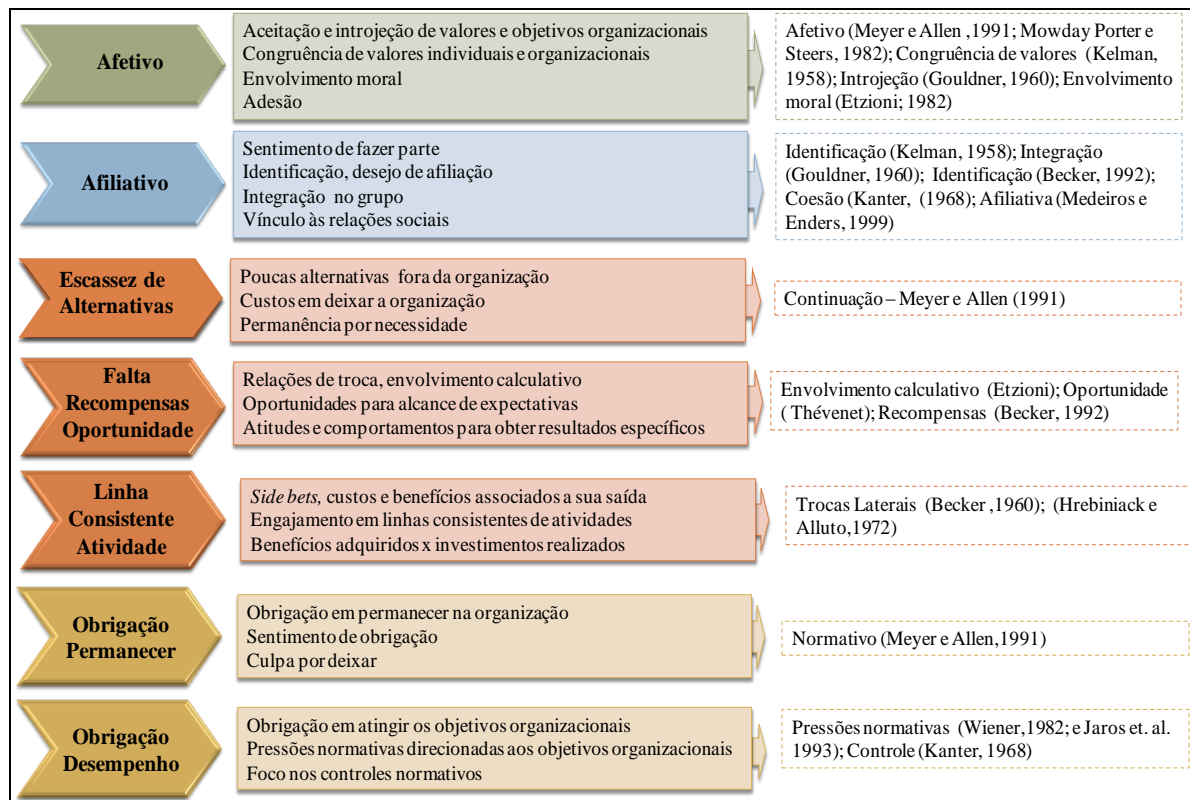 Afetivo
Aceitação e introjeção de valores e objetivos organizacionais
Congruência de valores individuais e organizacionais
Envolvimento moral
Adesão
Afetivo (Meyer e Allen ,1991; Mowday Porter e
Steers, 1982); Congruência de valores (Kelman,
1958); Introjeção (Gouldner, 1960); Envolvimento
moral (Etzioni; 1982)
Afiliativo
Sentimento de fazer parte
Identificação, desejo de afiliação
Integração no grupo
Vínculo às relações sociais
Identificação (Kelman, 1958); Integração
(Gouldner, 1960); Identificação (Becker, 1992);
Coesão (Kanter, (1968); Afiliativa (Medeiros e
Enders, 1999)
Escassez de
Alternativas
Poucas alternativas fora da organização
Custos em deixar a organização
Permanência por necessidade
Continuação – Meyer e Allen (1991)
Falta
Recompensas
Oportunidade
Relações de troca, envolvimento calculativo
Oportunidades para alcance de expectativas
Atitudes e comportamentos para obter resultados específicos
Envolvimento calculativo (Etzioni); Oportunidade
( Thévenet); Recompensas (Becker, 1992)
Linha
Consistente
Atividade
Side bets, custos e benefícios associados a sua saída
Engajamento em linhas consistentes de atividades
Benefícios adquiridos x investimentos realizados
Trocas Laterais (Becker ,1960); (Hrebiniack e
Alluto,1972)
Obrigação
Permanecer
Obrigação em permanecer na organização
Sentimento de obrigação
Culpa por deixar
Normativo (Meyer e Allen,1991)
Obrigação
Desempenho
Obrigação em atingir os objetivos organizacionais
Pressões normativas direcionadas aos objetivos organizacionais
Foco nos controles normativos
Pressões normativas (Wiener,1982; e Jaros et. al.
1993); Controle (Kanter, 1968)